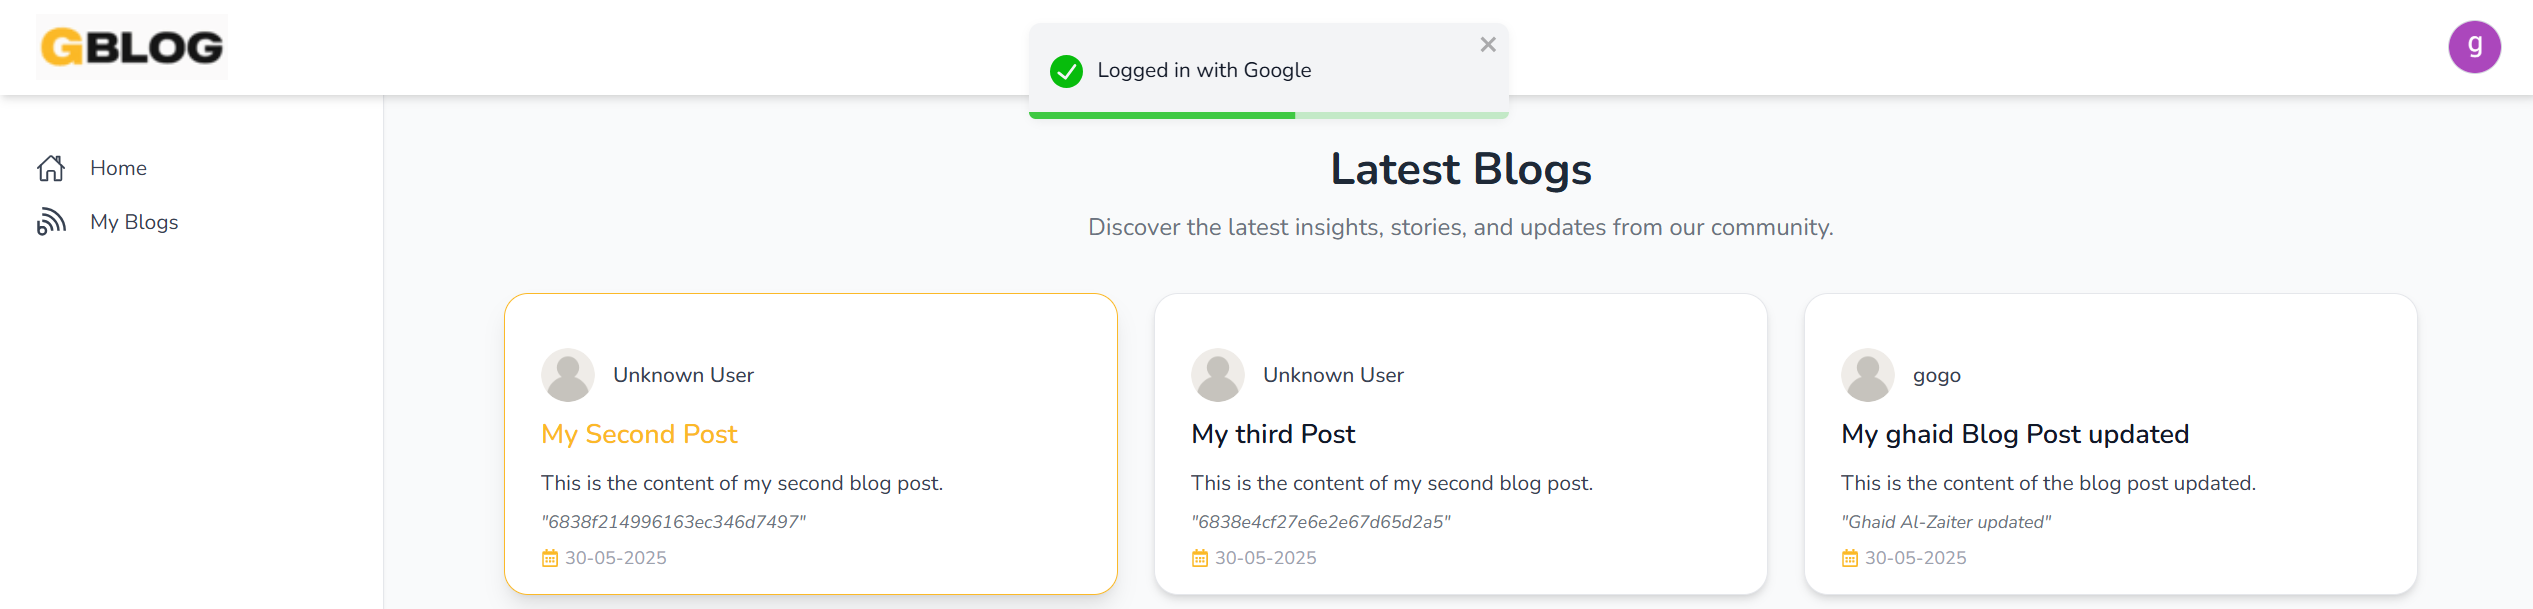 GBLOG
Logged in with Google
g
Home
My Blogs
Latest Blogs
Discover the latest insights, stories, and updates from our community.
Unknown User
My Second Post
This is the content of my second blog post.
"6838f214996163ec346d7497"
30-05-2025
Unknown User
My third Post
This is the content of my second blog post.
"6838e4cf27e6e2e67d65d2a5"
30-05-2025
gogo
My ghaid Blog Post updated
This is the content of the blog post updated.
"Ghaid Al-Zaiter updated"
30-05-2025